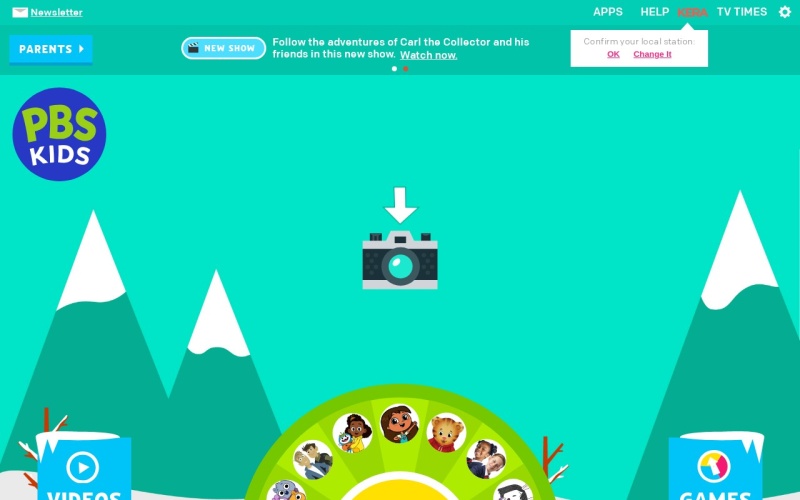 Newsletter
APPS HELP KERA TV TIMES
PARENTS
NEW SHOW
Follow the adventures of Carl the Collector and his
friends in this new show. Watch now.
Confirm your local station:
OK Change It
PBS
KIDS
VIDEOS
GAMES